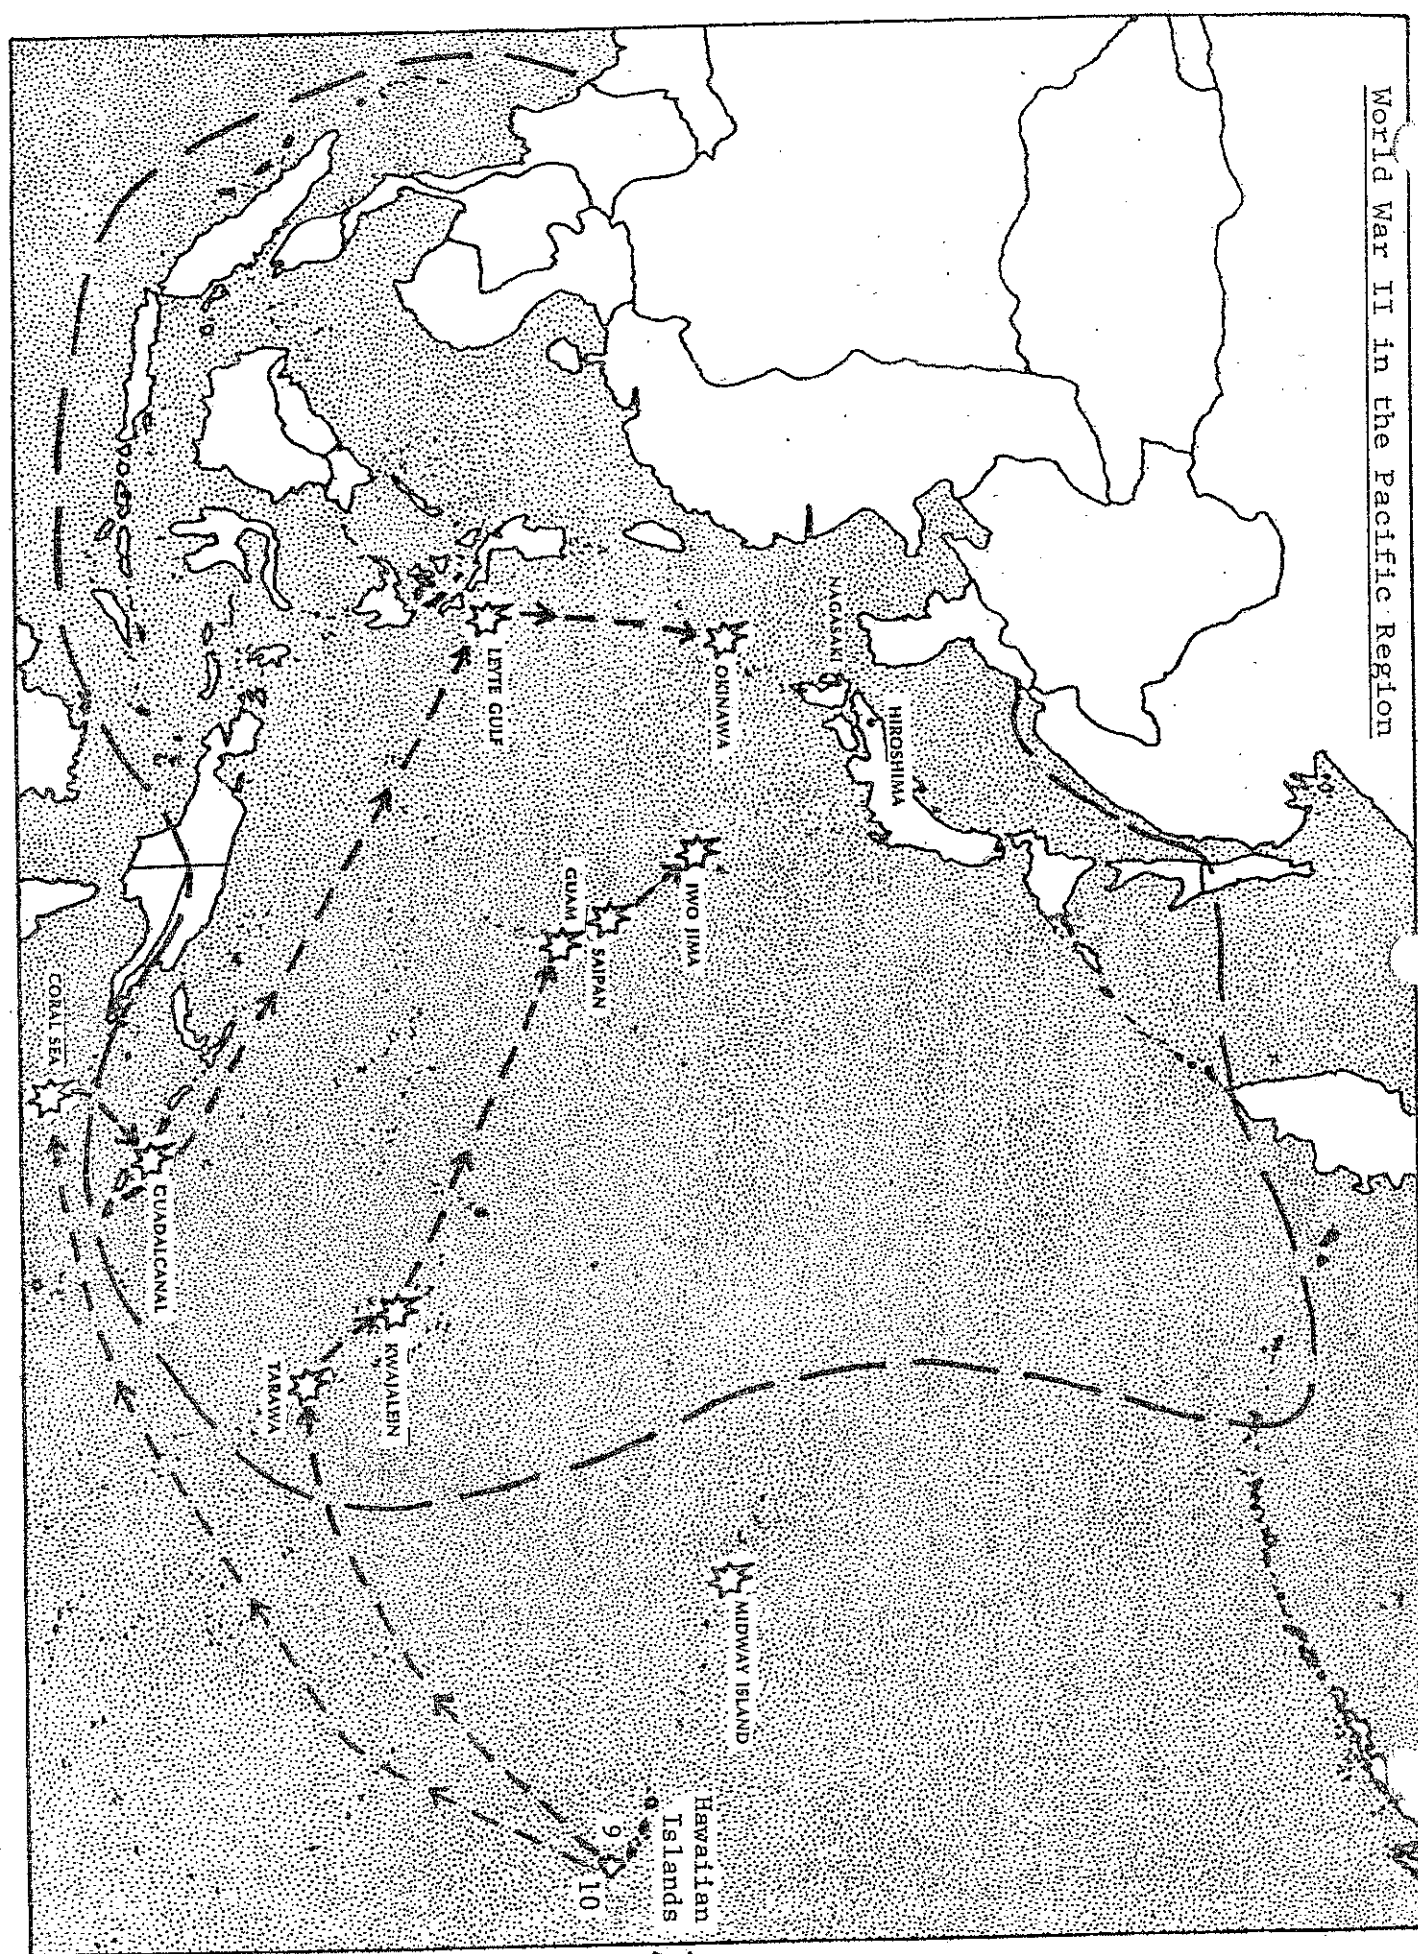 World War II in the Pacific Region
NAGASAKI
HIROSHIMA
OKINAWA
LEYTE GULF
IWO JIMA
SAIPAN
GUAM
MIDWAY ISLAND
KWAJALEIN
TARAWA
GUADALCANAL
CORAL SEA
Hawaiian
Islands
9
10